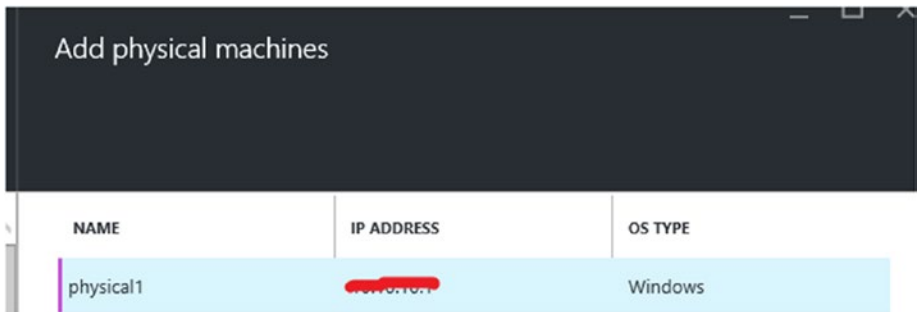 Add physical machines
NAME IP ADDRESS OS TYPE
physical1 Windows